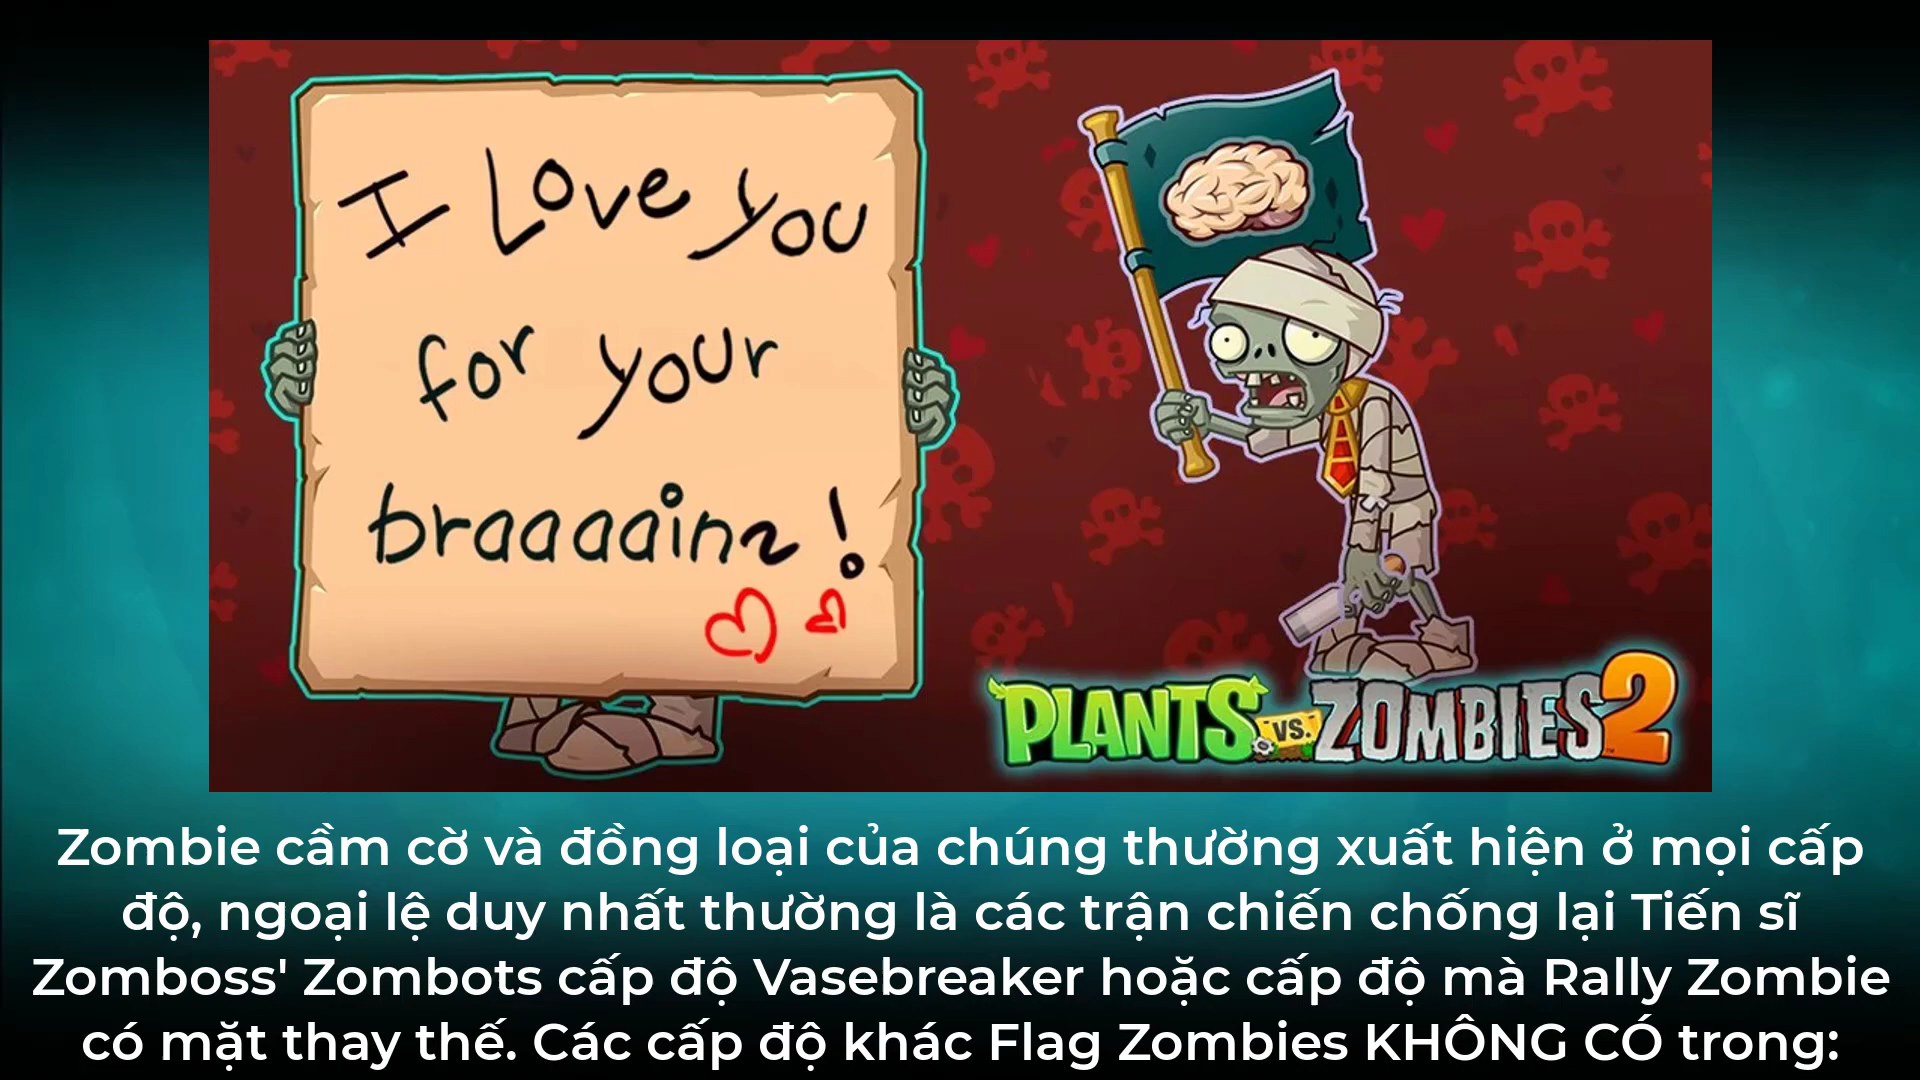 I Love you
for your
braaaains!
PLANTS VS. ZOMBIES 2
Zombie cầm cờ và đồng loại của chúng thường xuất hiện ở mọi cấp
độ, ngoại lệ duy nhất thường là các trận chiến chống lại Tiến sĩ
Zomboss' Zombots cấp độ Vasebreaker hoặc cấp độ mà Rally Zombie
có mặt thay thế. Các cấp độ khác Flag Zombies KHÔNG CÓ trong: